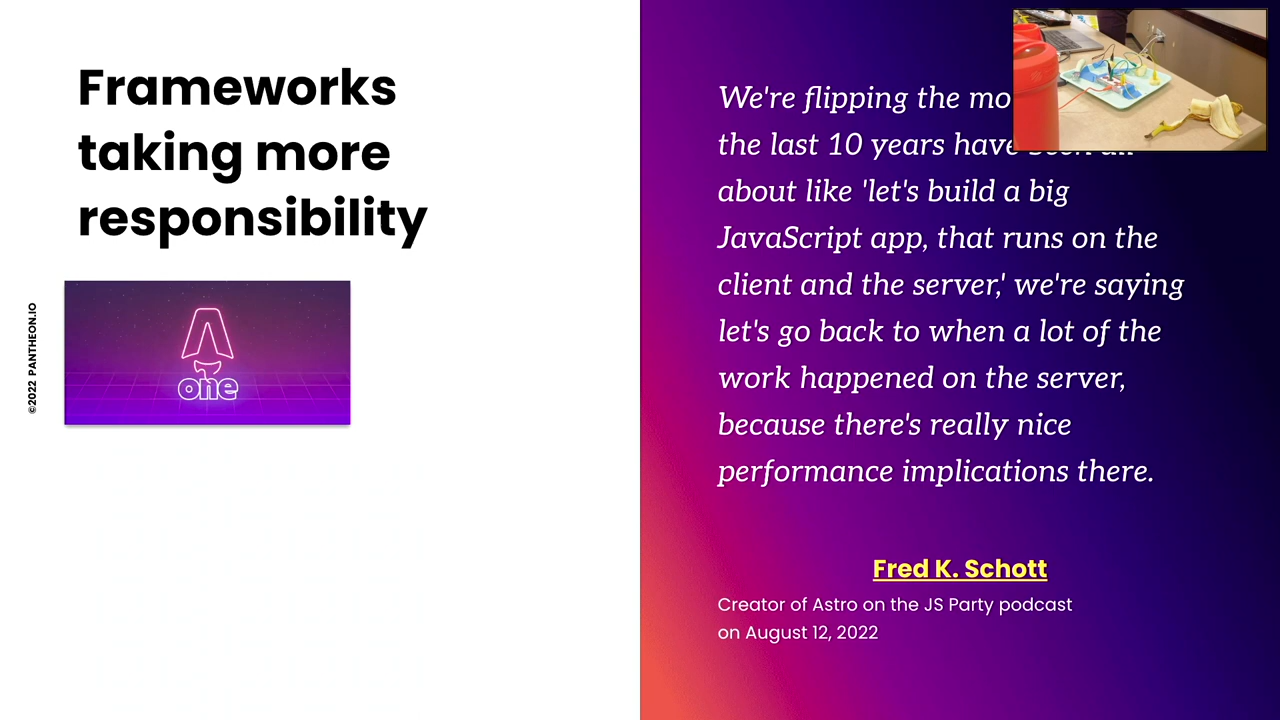 Frameworks
taking more
responsibility
one
©2022 PANTHEON.IO
We're flipping the
the last 10 years have
about like 'let's build a big
JavaScript app, that runs on the
client and the server,' we're saying
let's go back to when a lot of the
work happened on the server,
because there's really nice
performance implications there.
Fred K. Schott
Creator of Astro on the JS Party podcast
on August 12, 2022